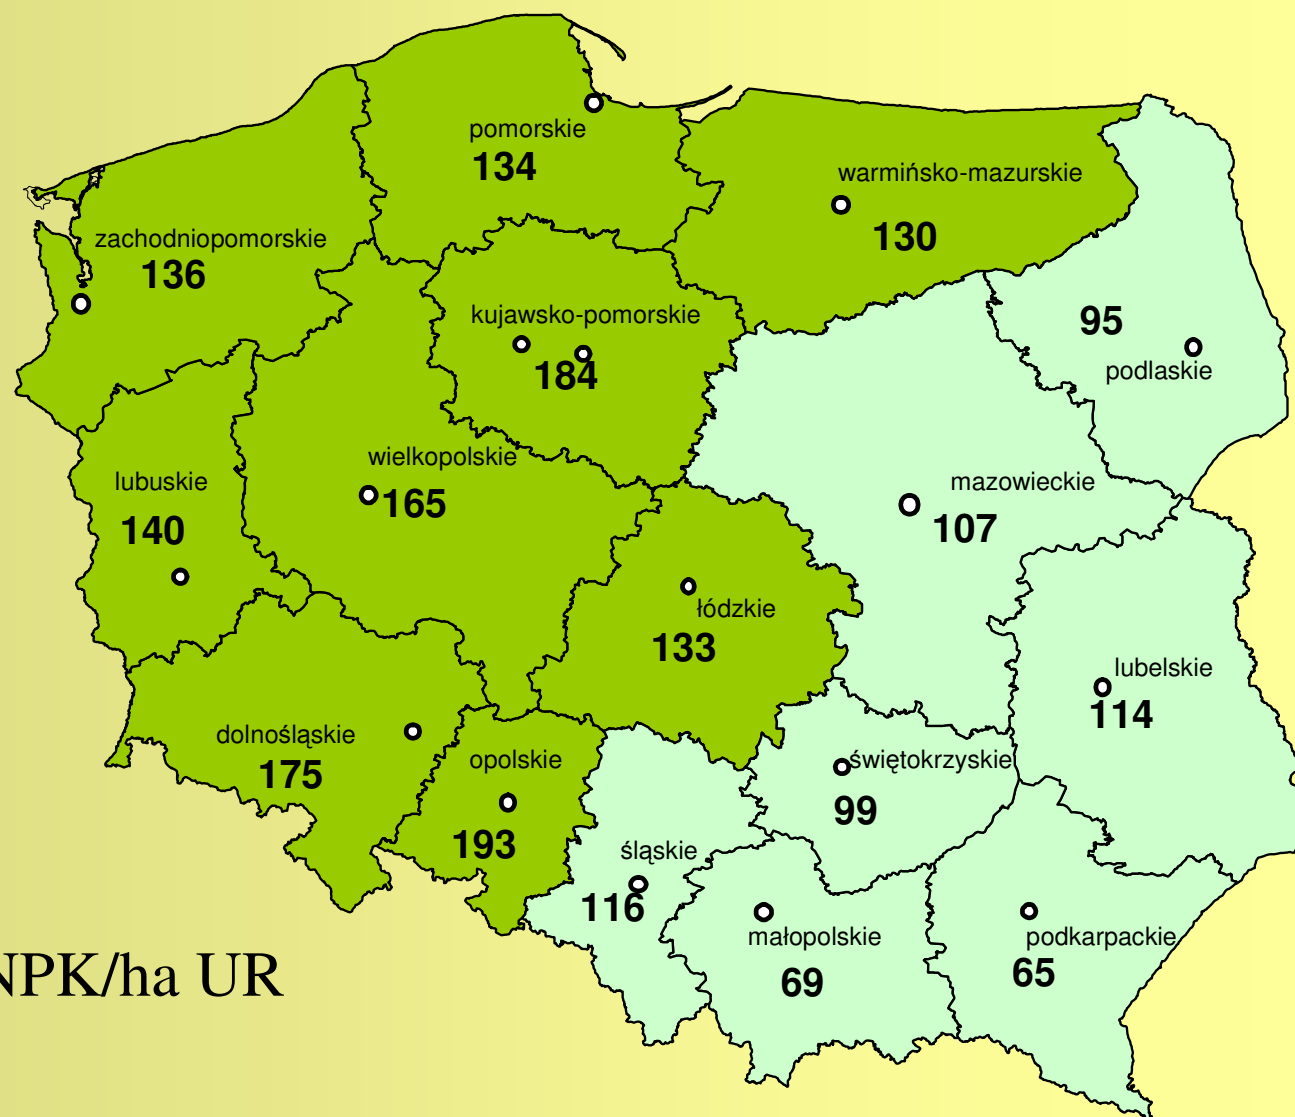 pomorskie
134
warmińsko-mazurskie
130
zachodniopomorskie
136
kujawsko-pomorskie
184
95
podlaskie
wielkopolskie
165
lubuskie
140
mazowieckie
107
łódzkie
133
lubelskie
114
dolnośląskie
175
opolskie
193
świętokrzyskie
99
śląskie
116
małopolskie
69
podkarpackie
65
NPK/ha UR